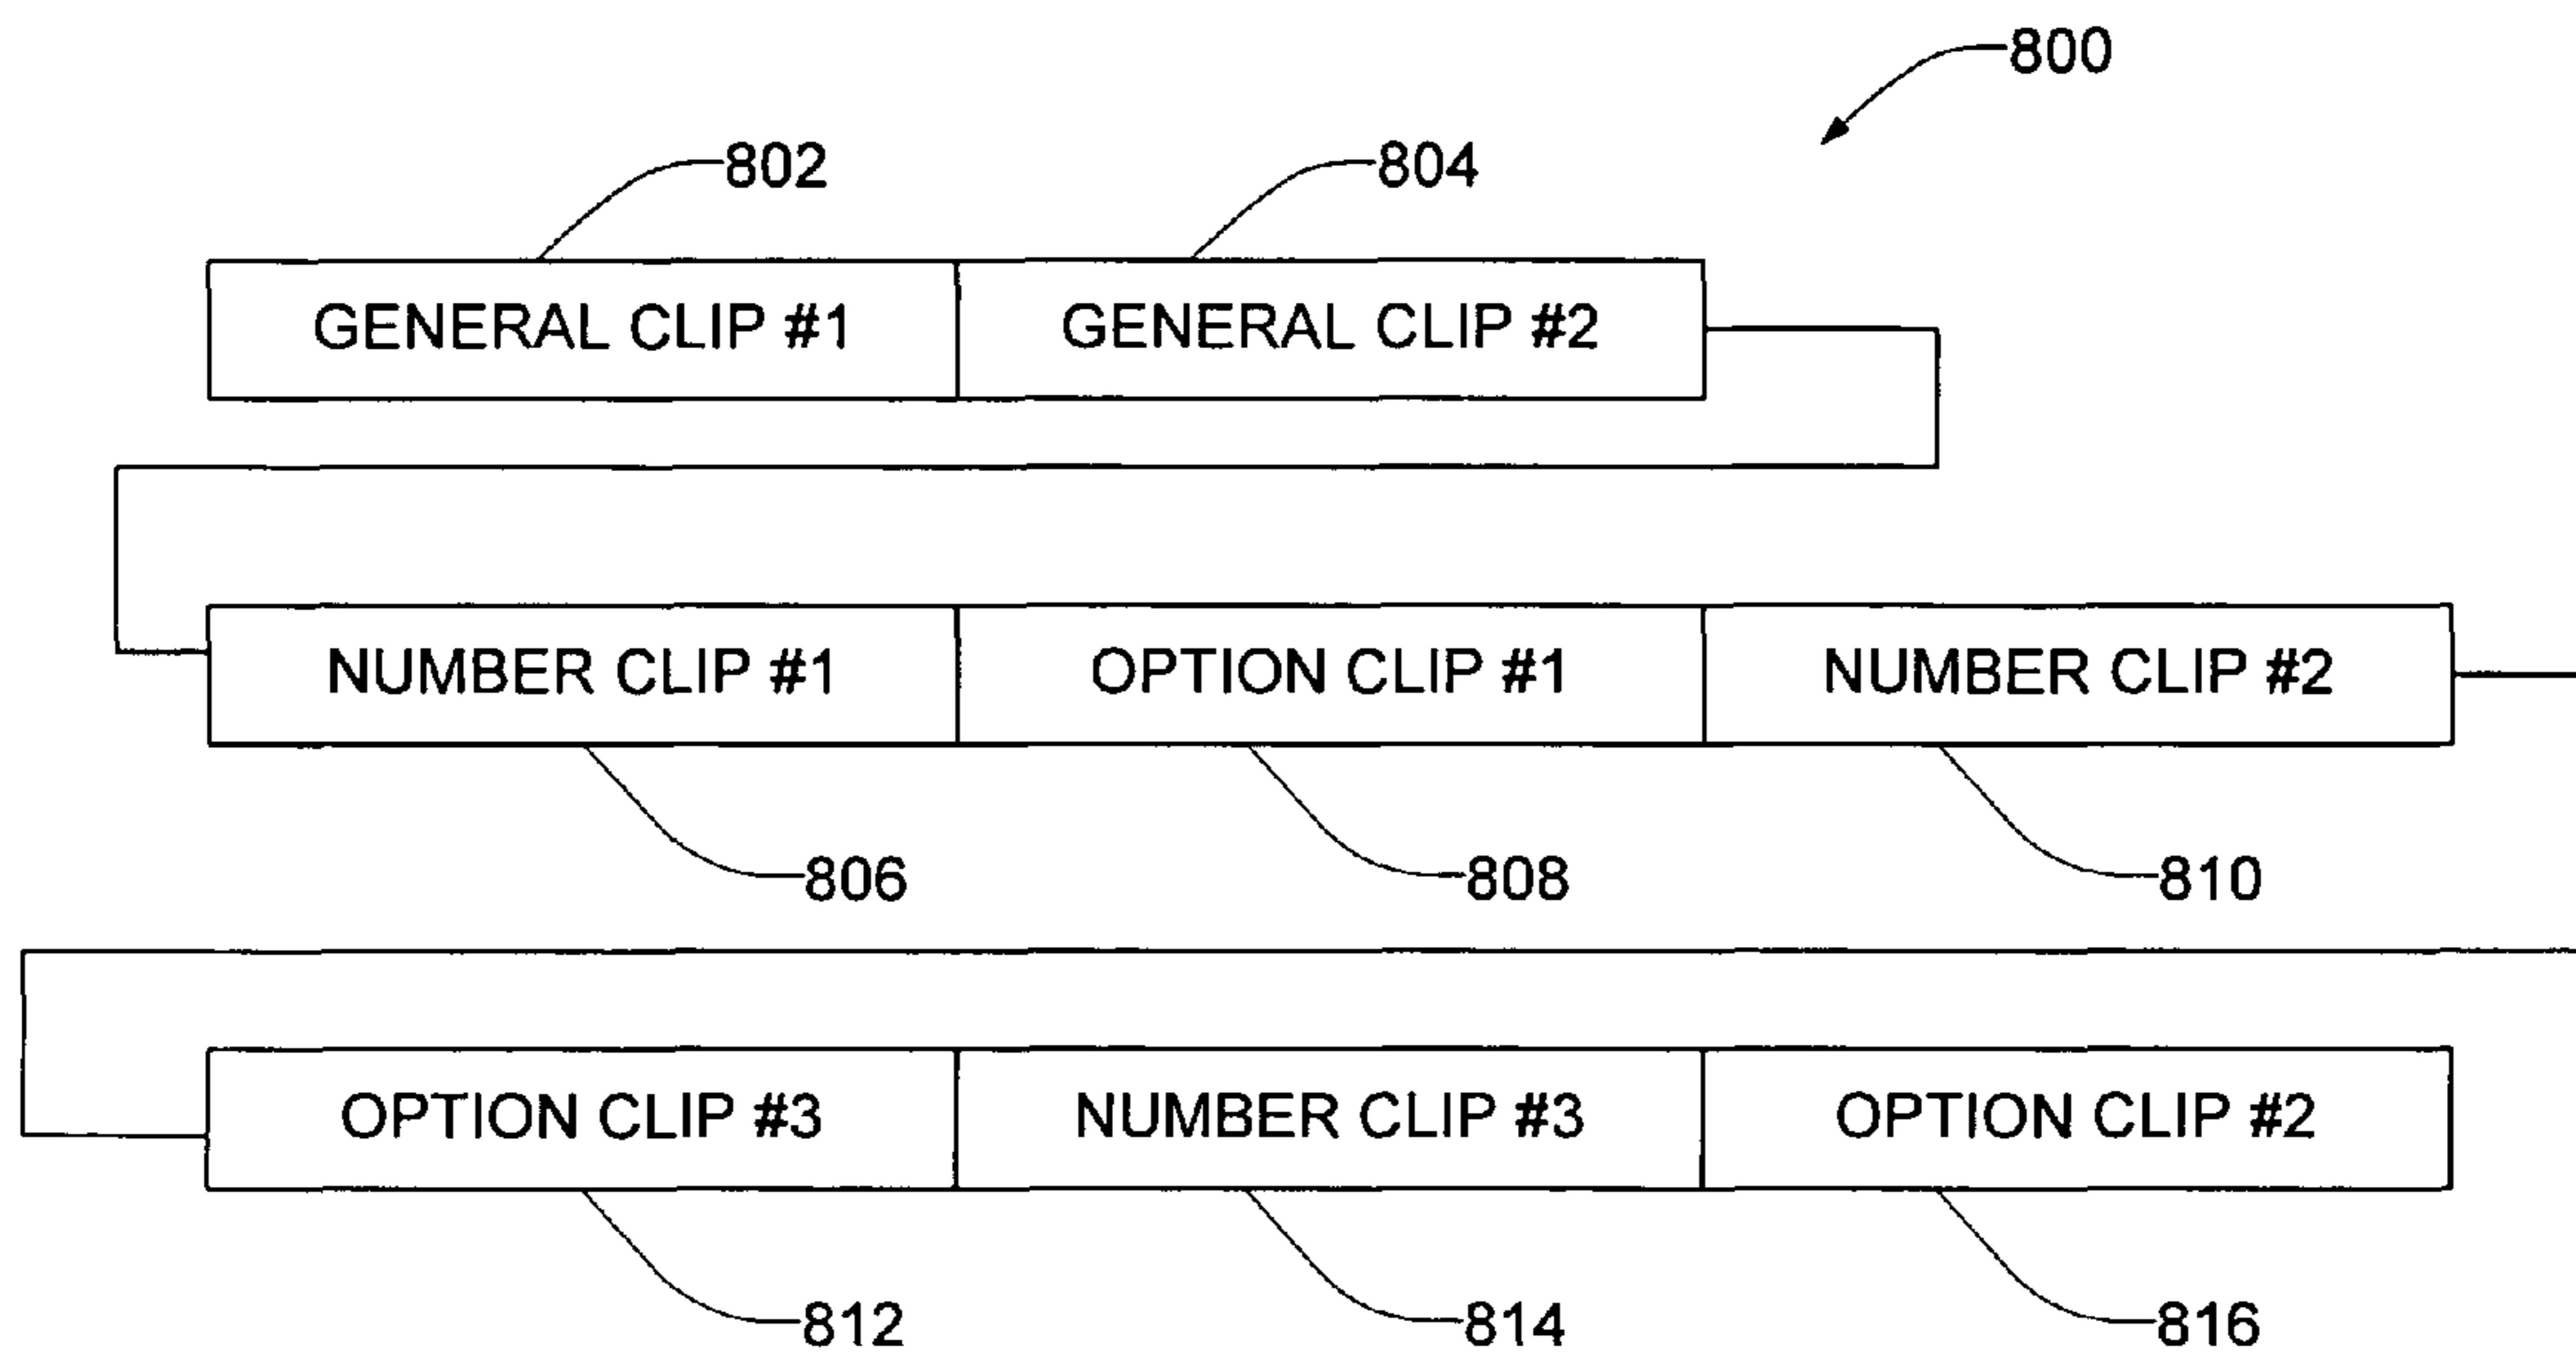 800
802
804
GENERAL CLIP #1
GENERAL CLIP #2
NUMBER CLIP #1
OPTION CLIP #1
NUMBER CLIP #2
806
808
810
OPTION CLIP #3
NUMBER CLIP #3
OPTION CLIP #2
812
814
816